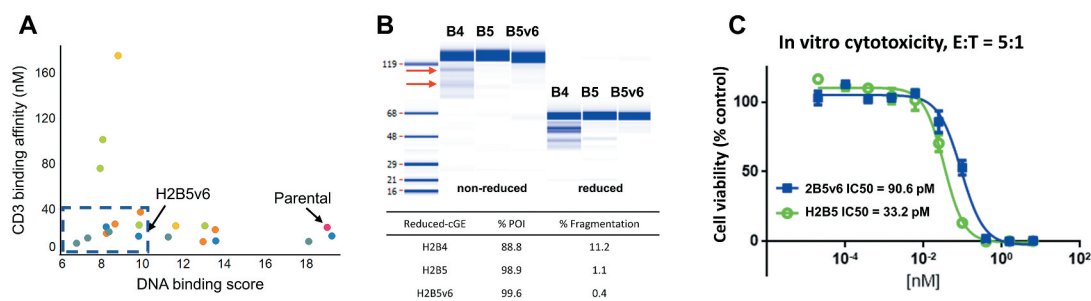 A
CD3 binding affinity (nM)
160
120
80
40
0
H2B5v6
Parental
6 8 10 12 14 16 18
DNA binding score
B
B4 B5 B5v6
119
68
48
29
21
16
B4 B5 B5v6
non-reduced reduced
Reduced-cGE % POI % Fragmentation
H2B4 88.8 11.2
H2B5 98.9 1.1
H2B5v6 99.6 0.4
C
In vitro cytotoxicity, E:T = 5:1
Cell viability (% control)
100
50
0
2B5v6 IC50 = 90.6 pM
H2B5 IC50 = 33.2 pM
10⁻⁴ 10⁻² 10⁰ 10²
[nM]